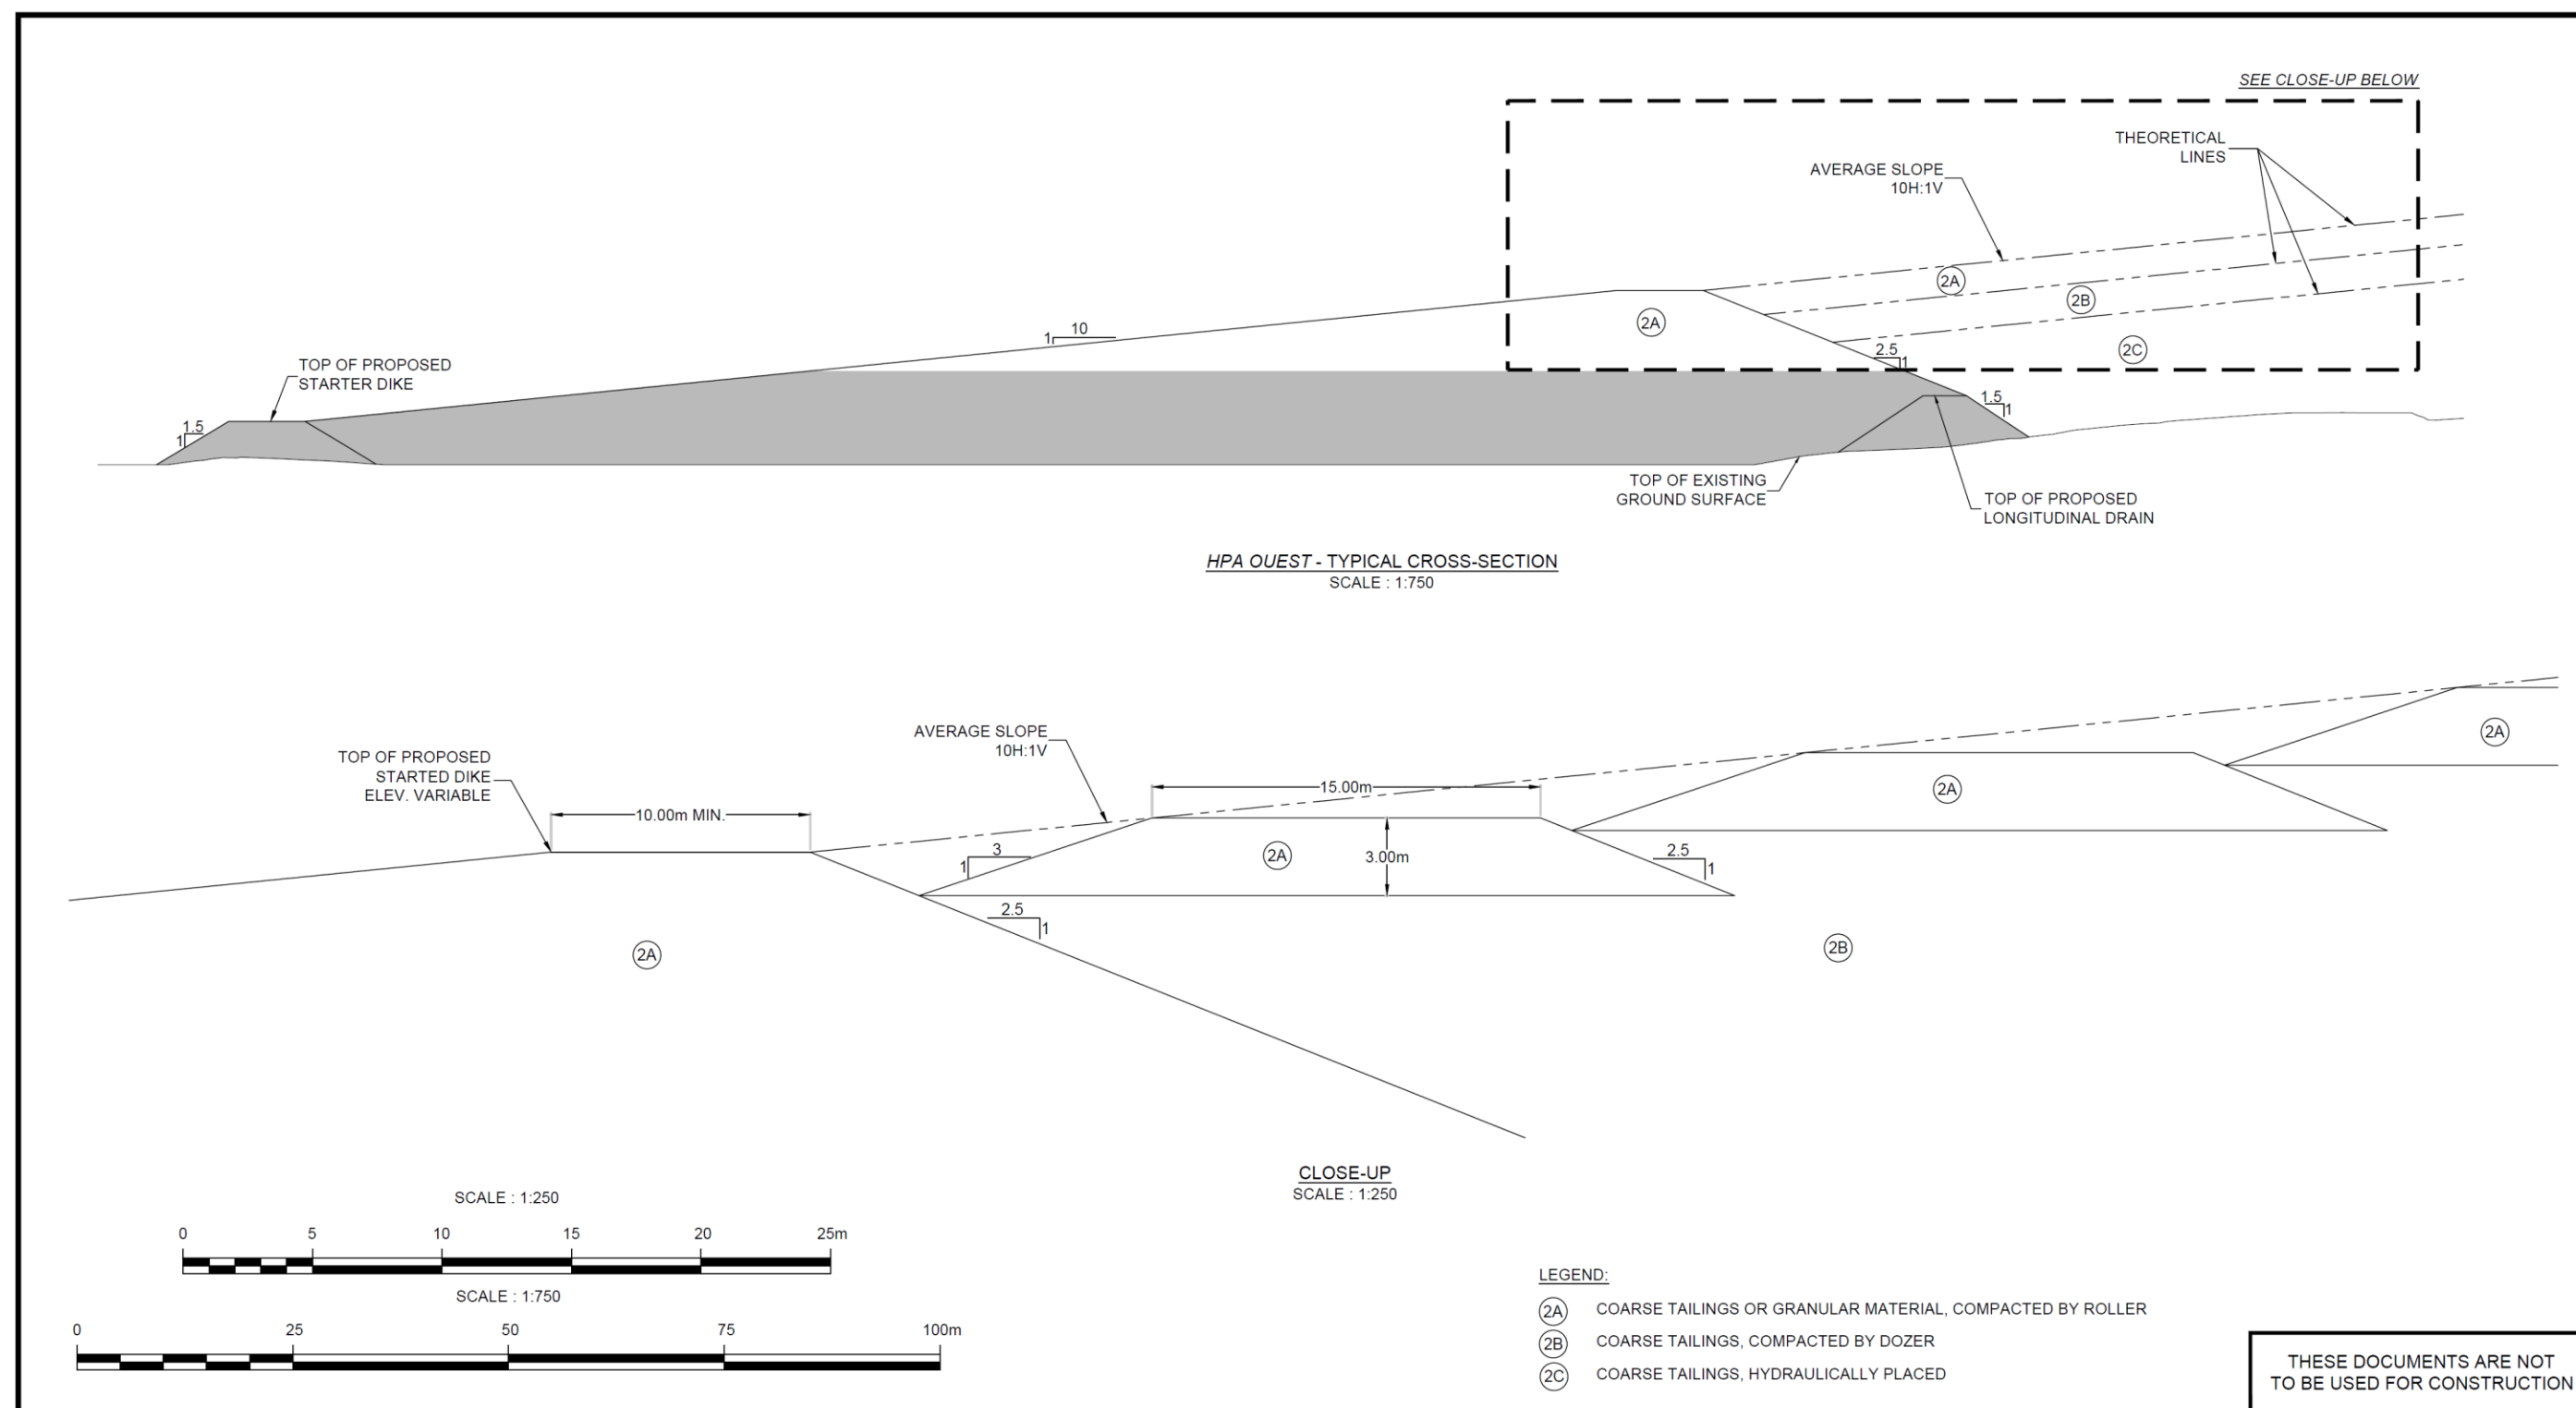 SEE CLOSE-UP BELOW
THEORETICAL
LINES
AVERAGE SLOPE
10H:1V
2A
2B
2A
10
1
2.5
1
2C
TOP OF PROPOSED
STARTER DIKE
1.5
1
1.5
1
TOP OF EXISTING
GROUND SURFACE
TOP OF PROPOSED
LONGITUDINAL DRAIN
HPA OUEST - TYPICAL CROSS-SECTION
SCALE : 1:750
AVERAGE SLOPE
10H:1V
TOP OF PROPOSED
STARTED DIKE
ELEV. VARIABLE
10.00m MIN.
15.00m
2A
2A
3
1
2A
3.00m
2.5
1
2.5
1
2A
2B
CLOSE-UP
SCALE : 1:250
SCALE : 1:250
0 5 10 15 20 25m
SCALE : 1:750
0 25 50 75 100m
LEGEND:
2A COARSE TAILINGS OR GRANULAR MATERIAL, COMPACTED BY ROLLER
2B COARSE TAILINGS, COMPACTED BY DOZER
2C COARSE TAILINGS, HYDRAULICALLY PLACED
THESE DOCUMENTS ARE NOT
TO BE USED FOR CONSTRUCTION